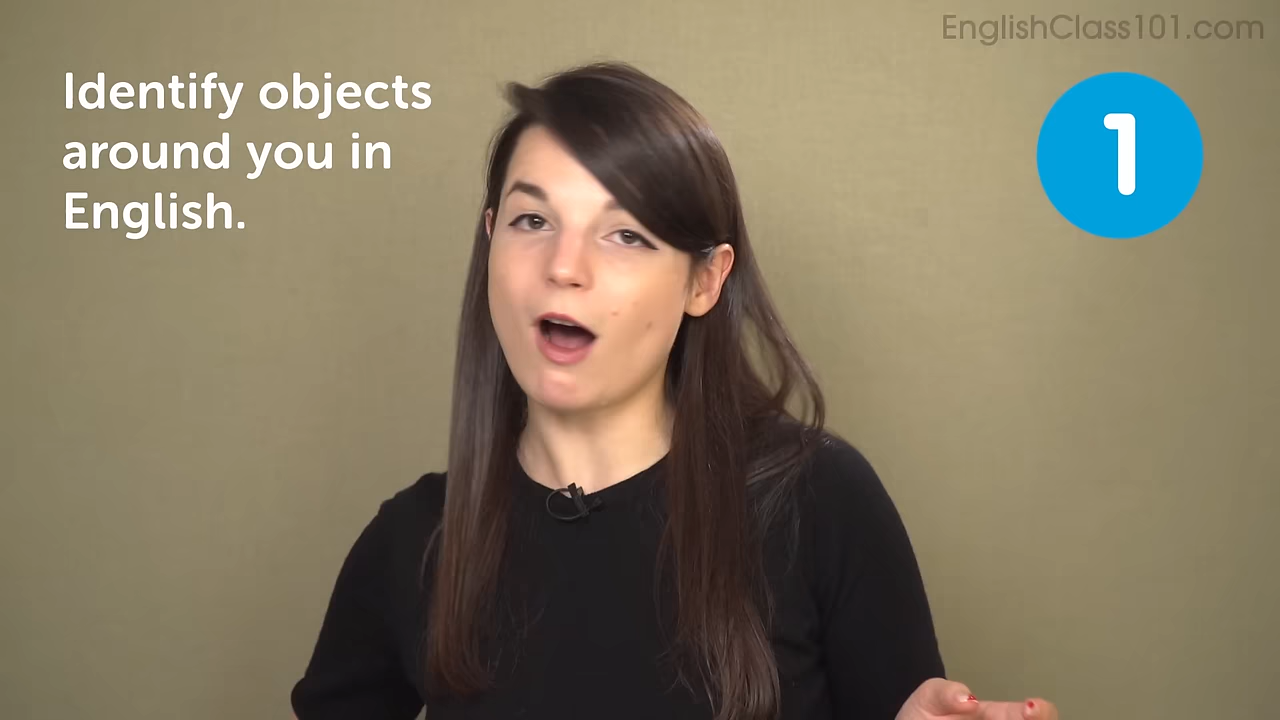 EnglishClass101.com
Identify objects
around you in
English.
1